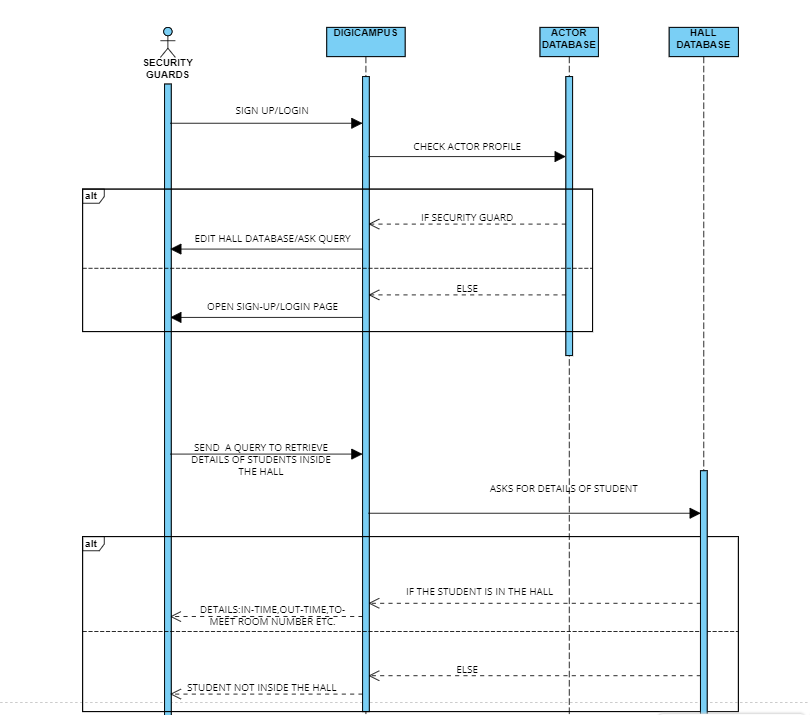 SECURITY
GUARDS
DIGICAMPUS
ACTOR
DATABASE
HALL
DATABASE
SIGN UP/LOGIN
CHECK ACTOR PROFILE
alt
IF SECURITY GUARD
EDIT HALL DATABASE/ASK QUERY
ELSE
OPEN SIGN-UP/LOGIN PAGE
SEND A QUERY TO RETRIEVE
DETAILS OF STUDENTS INSIDE
THE HALL
ASKS FOR DETAILS OF STUDENT
alt
IF THE STUDENT IS IN THE HALL
DETAILS:IN-TIME,OUT-TIME,TO-
MEET ROOM NUMBER ETC.
ELSE
STUDENT NOT INSIDE THE HALL